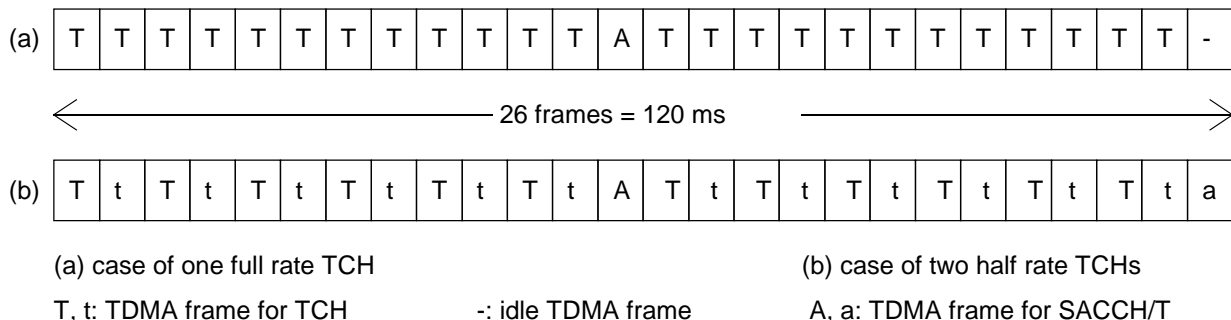 (a) T T T T T T T T T T T T A T T T T T T T T T T T T -
26 frames = 120 ms
(b) T t T t T t T t T t T t A T t T t T t T t T t T t a
(a) case of one full rate TCH (b) case of two half rate TCHs
T, t: TDMA frame for TCH -: idle TDMA frame A, a: TDMA frame for SACCH/T